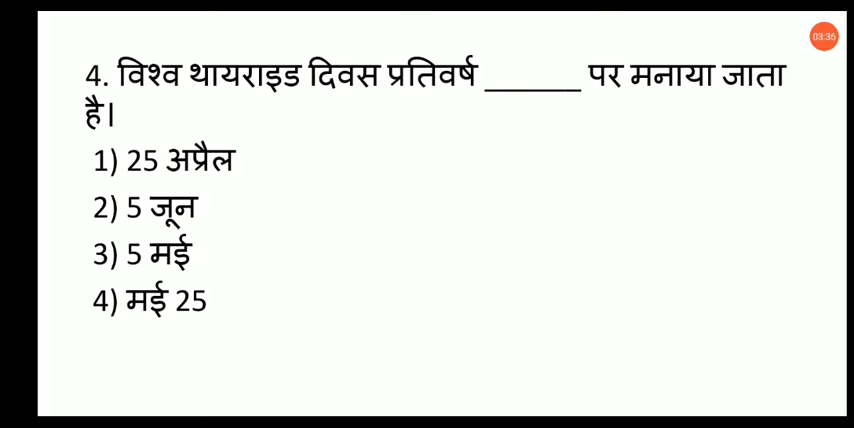 03:36
4. विश्व थायराइड दिवस प्रतिवर्ष ______ पर मनाया जाता
है।
1) 25 अप्रैल
2) 5 जून
3) 5 मई
4) मई 25